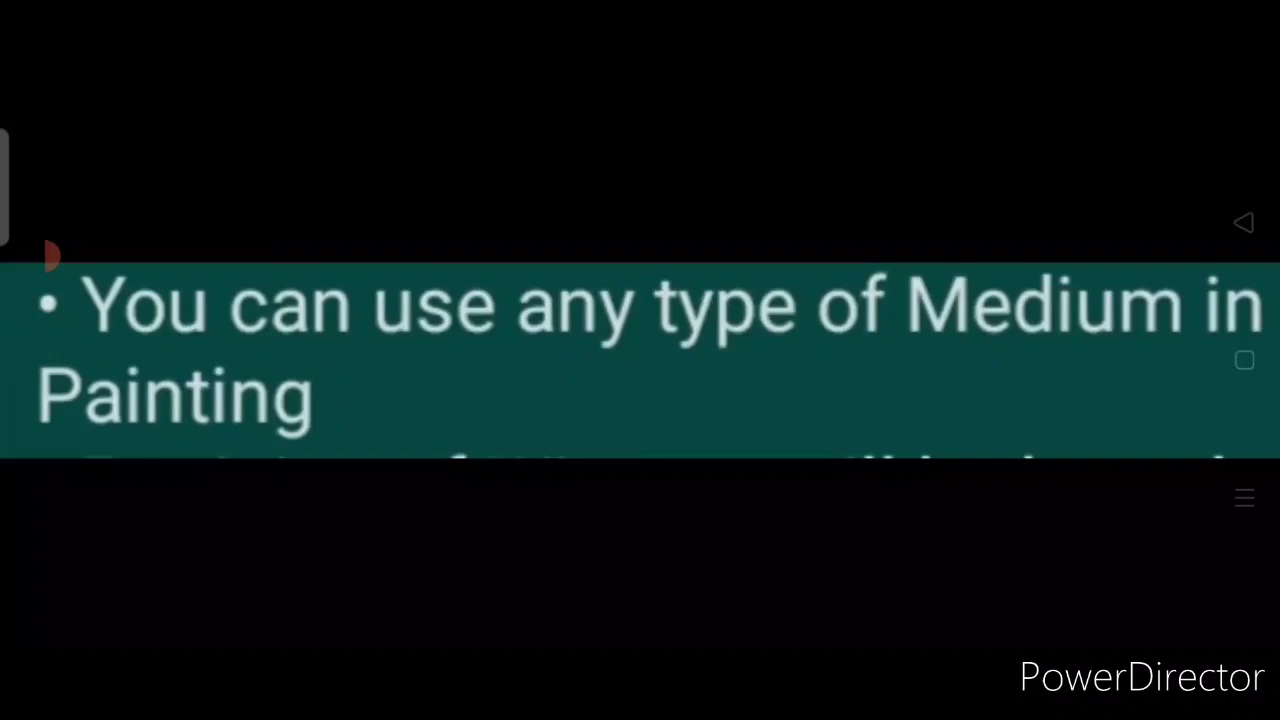 • You can use any type of Medium in
Painting
PowerDirector